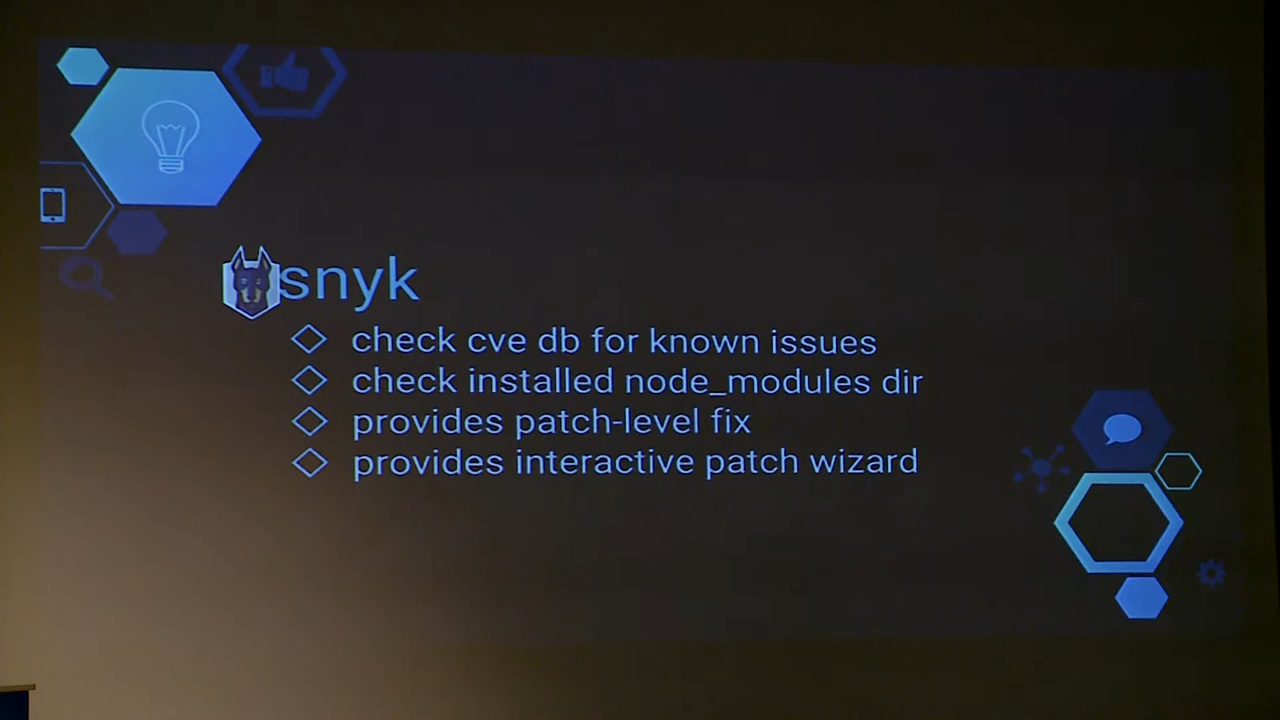 snyk
check cve db for known issues
check installed node_modules dir
provides patch-level fix
provides interactive patch wizard